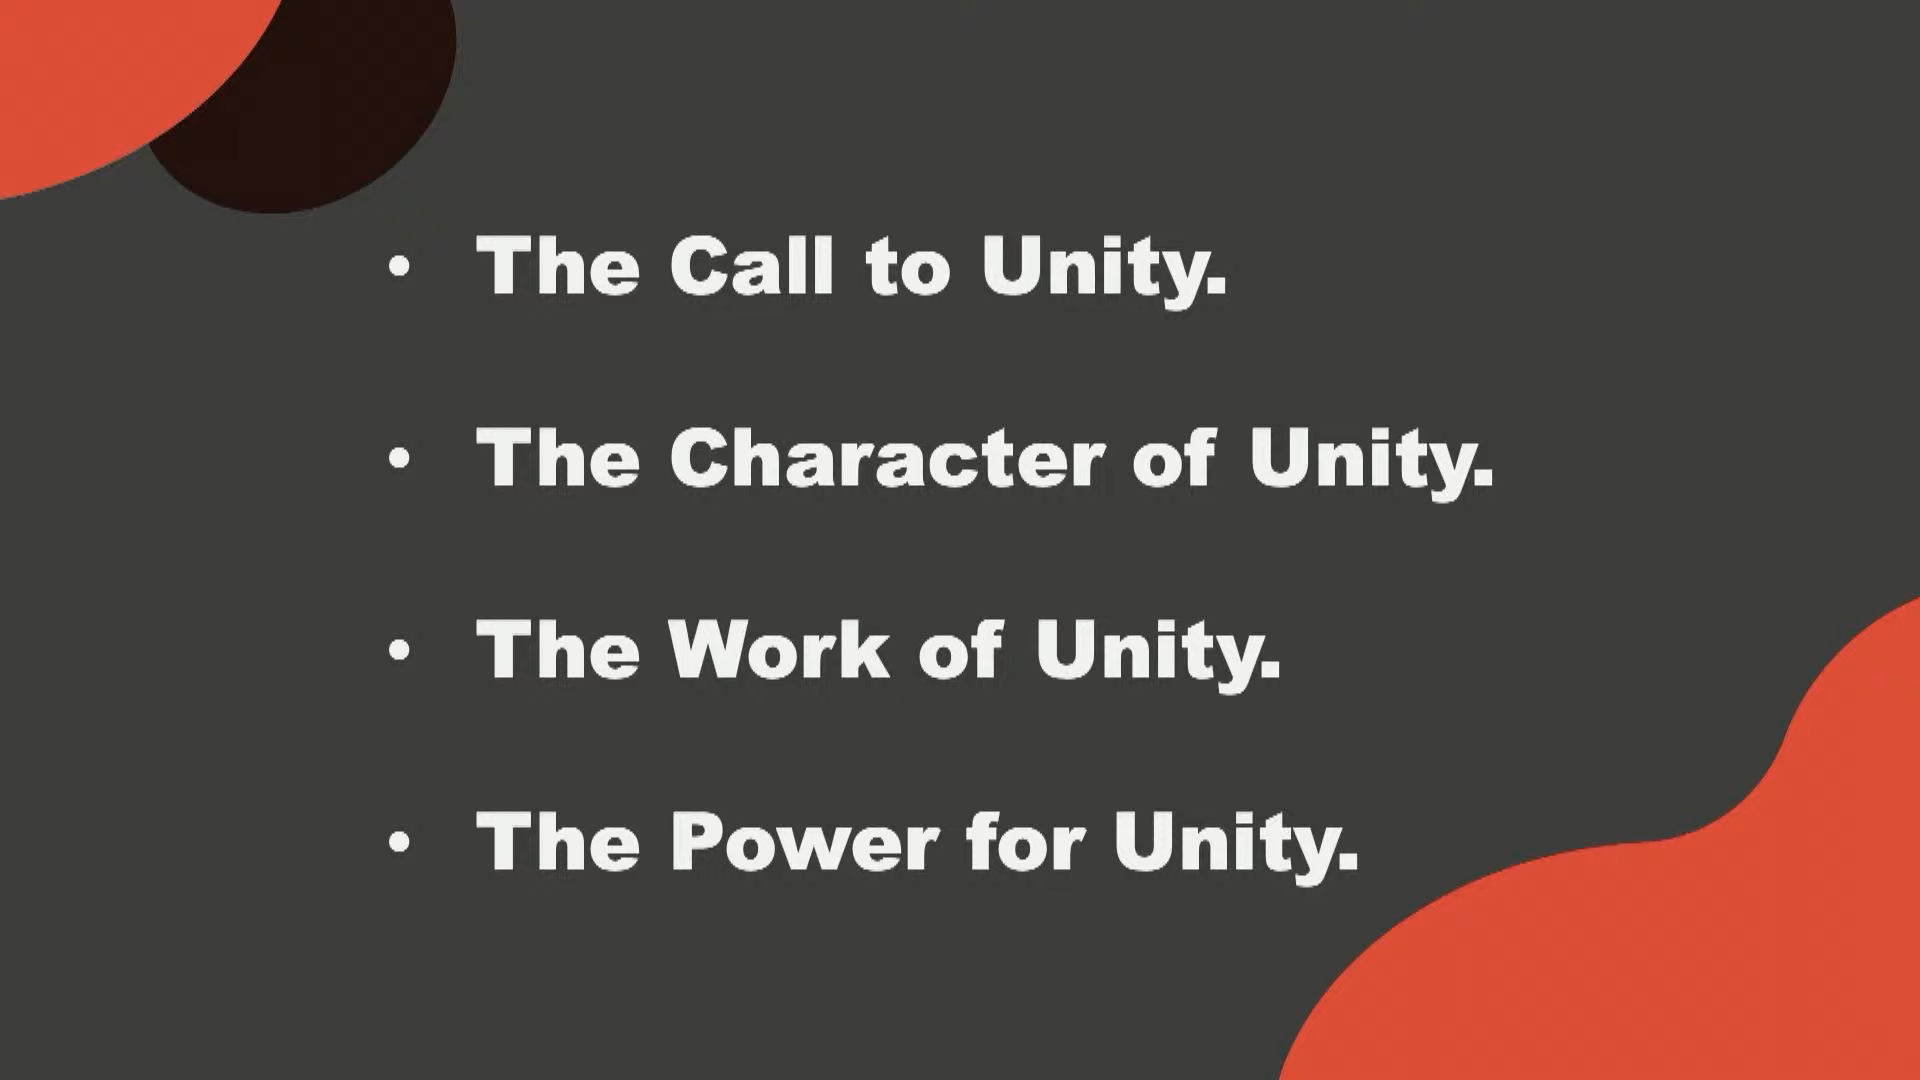 • The Call to Unity.
• The Character of Unity.
• The Work of Unity.
• The Power for Unity.